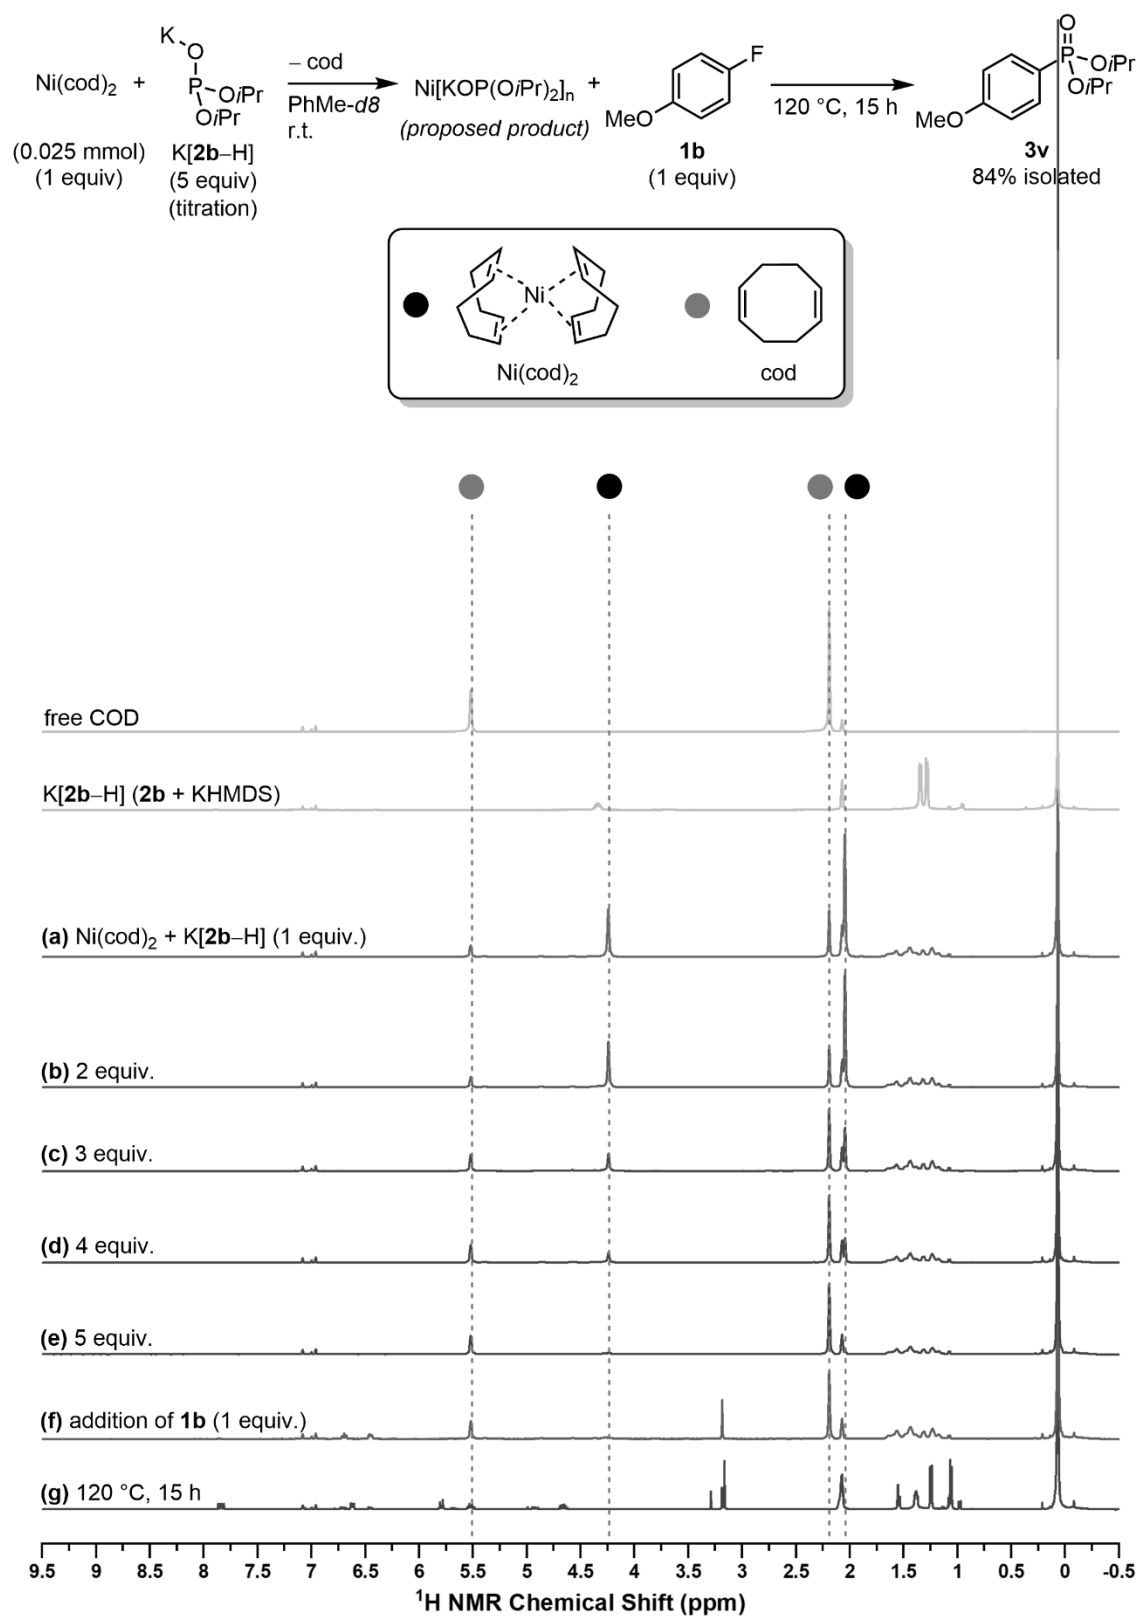 K
O
P
OiPr
OiPr
Ni(cod)2 +
(0.025 mmol)
(1 equiv)
K[2b–H]
(5 equiv)
(titration)
– cod
PhMe-d8
r.t.
Ni[KOP(OiPr)2]n +
(proposed product)
F
MeO
1b
(1 equiv)
120 °C, 15 h
O
P
OiPr
OiPr
MeO
3v
84% isolated
Ni
Ni(cod)2
cod
free COD
K[2b–H] (2b + KHMDS)
(a) Ni(cod)2 + K[2b–H] (1 equiv.)
(b) 2 equiv.
(c) 3 equiv.
(d) 4 equiv.
(e) 5 equiv.
(f) addition of 1b (1 equiv.)
(g) 120 °C, 15 h
9.5 9 8.5 8 7.5 7 6.5 6 5.5 5 4.5 4 3.5 3 2.5 2 1.5 1 0.5 0 -0.5
1H NMR Chemical Shift (ppm)